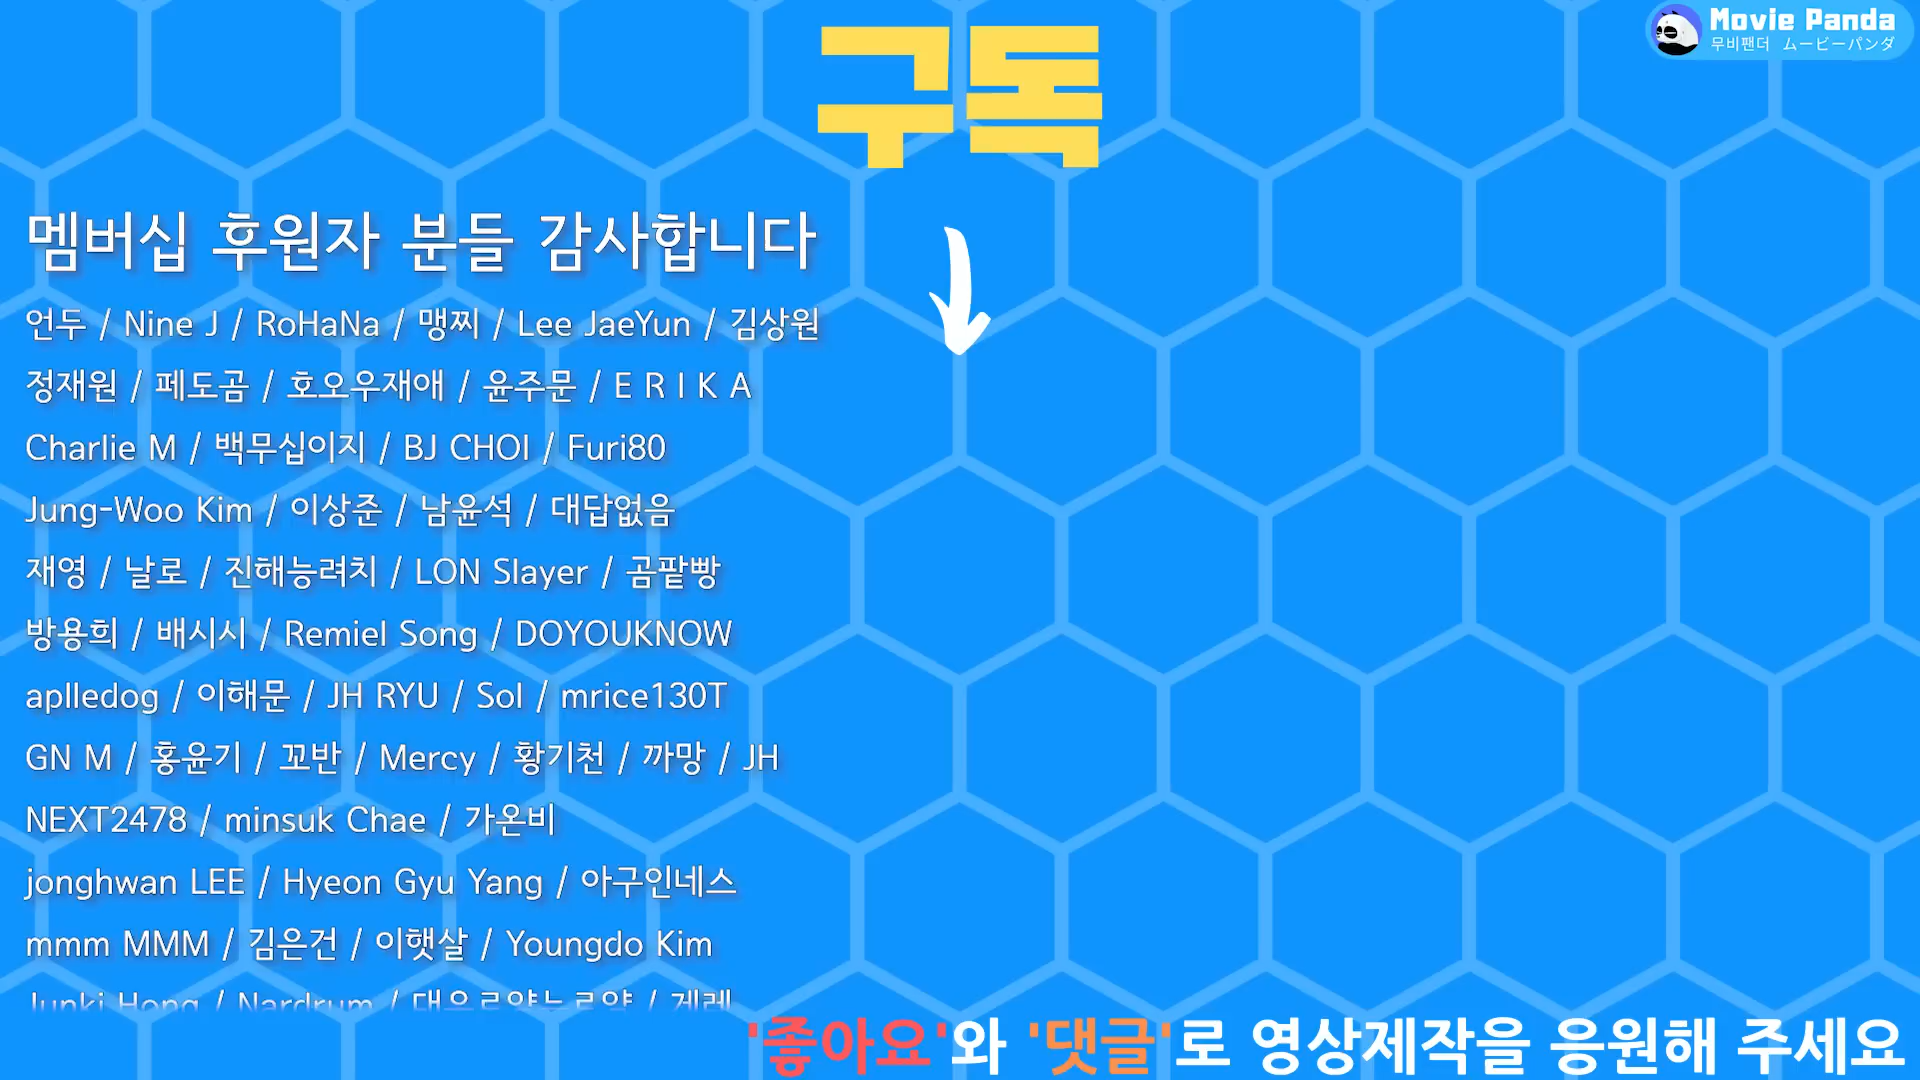 Movie Panda
무비팬더 ムービーパンダ
구독
멤버십 후원자 분들 감사합니다
언두 / Nine J / RoHaNa / 맹찌 / Lee JaeYun / 김상원
정재원 / 페도곰 / 호오우재애 / 윤주문 / E R I K A
Charlie M / 백무십이지 / BJ CHOI / Furi80
Jung-Woo Kim / 이상준 / 남윤석 / 대답없음
재영 / 날로 / 진해능려치 / LON Slayer / 곰팥빵
방용희 / 배시시 / Remiel Song / DOYOUKNOW
aplledog / 이해문 / JH RYU / Sol / mrice130T
GN M / 홍윤기 / 꼬반 / Mercy / 황기천 / 까망 / JH
NEXT2478 / minsuk Chae / 가온비
jonghwan LEE / Hyeon Gyu Yang / 아구인네스
mmm MMM / 김은건 / 이햇살 / Youngdo Kim
Junki Hong / Nardrum /
'좋아요'와 '댓글'로 영상제작을 응원해 주세요